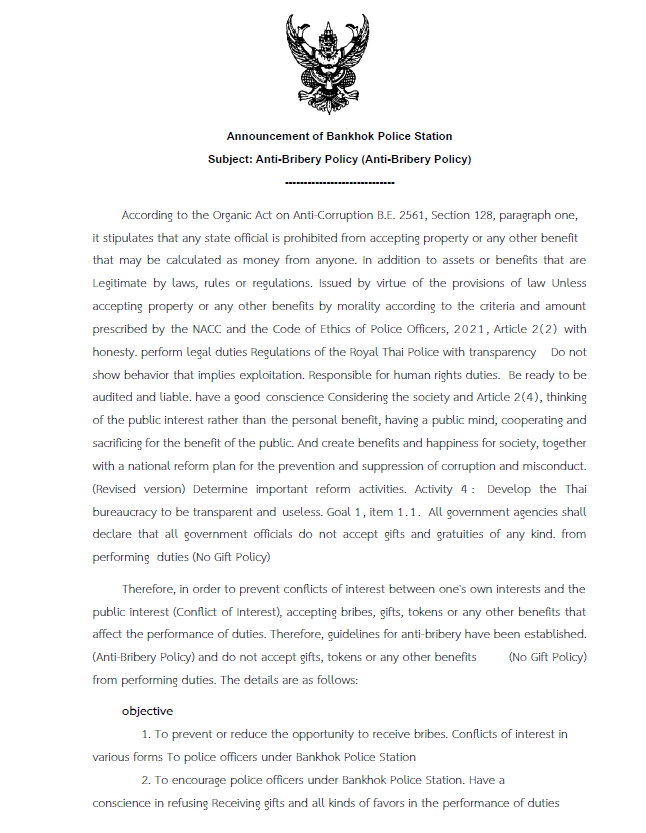 Announcement of Bankhok Police Station
Subject: Anti-Bribery Policy (Anti-Bribery Policy)
-----------------------------
According to the Organic Act on Anti-Corruption B.E. 2561, Section 128, paragraph one,
it stipulates that any state official is prohibited from accepting property or any other benefit
that may be calculated as money from anyone. In addition to assets or benefits that are
Legitimate by laws, rules or regulations. Issued by virtue of the provisions of law Unless
accepting property or any other benefits by morality according to the criteria and amount
prescribed by the NACC and the Code of Ethics of Police Officers, 2021, Article 2(2) with
honesty. perform legal duties Regulations of the Royal Thai Police with transparency Do not
show behavior that implies exploitation. Responsible for human rights duties. Be ready to be
audited and liable. have a good conscience Considering the society and Article 2(4), thinking
of the public interest rather than the personal benefit, having a public mind, cooperating and
sacrificing for the benefit of the public. And create benefits and happiness for society, together
with a national reform plan for the prevention and suppression of corruption and misconduct.
(Revised version) Determine important reform activities. Activity 4 : Develop the Thai
bureaucracy to be transparent and useless. Goal 1, item 1.1. All government agencies shall
declare that all government officials do not accept gifts and gratuities of any kind. from
performing duties (No Gift Policy)
Therefore, in order to prevent conflicts of interest between one's own interests and the
public interest (Conflict of Interest), accepting bribes, gifts, tokens or any other benefits that
affect the performance of duties. Therefore, guidelines for anti-bribery have been established.
(Anti-Bribery Policy) and do not accept gifts, tokens or any other benefits (No Gift Policy)
from performing duties. The details are as follows:
objective
1. To prevent or reduce the opportunity to receive bribes. Conflicts of interest in
various forms To police officers under Bankhok Police Station
2. To encourage police officers under Bankhok Police Station. Have a
conscience in refusing Receiving gifts and all kinds of favors in the performance of duties